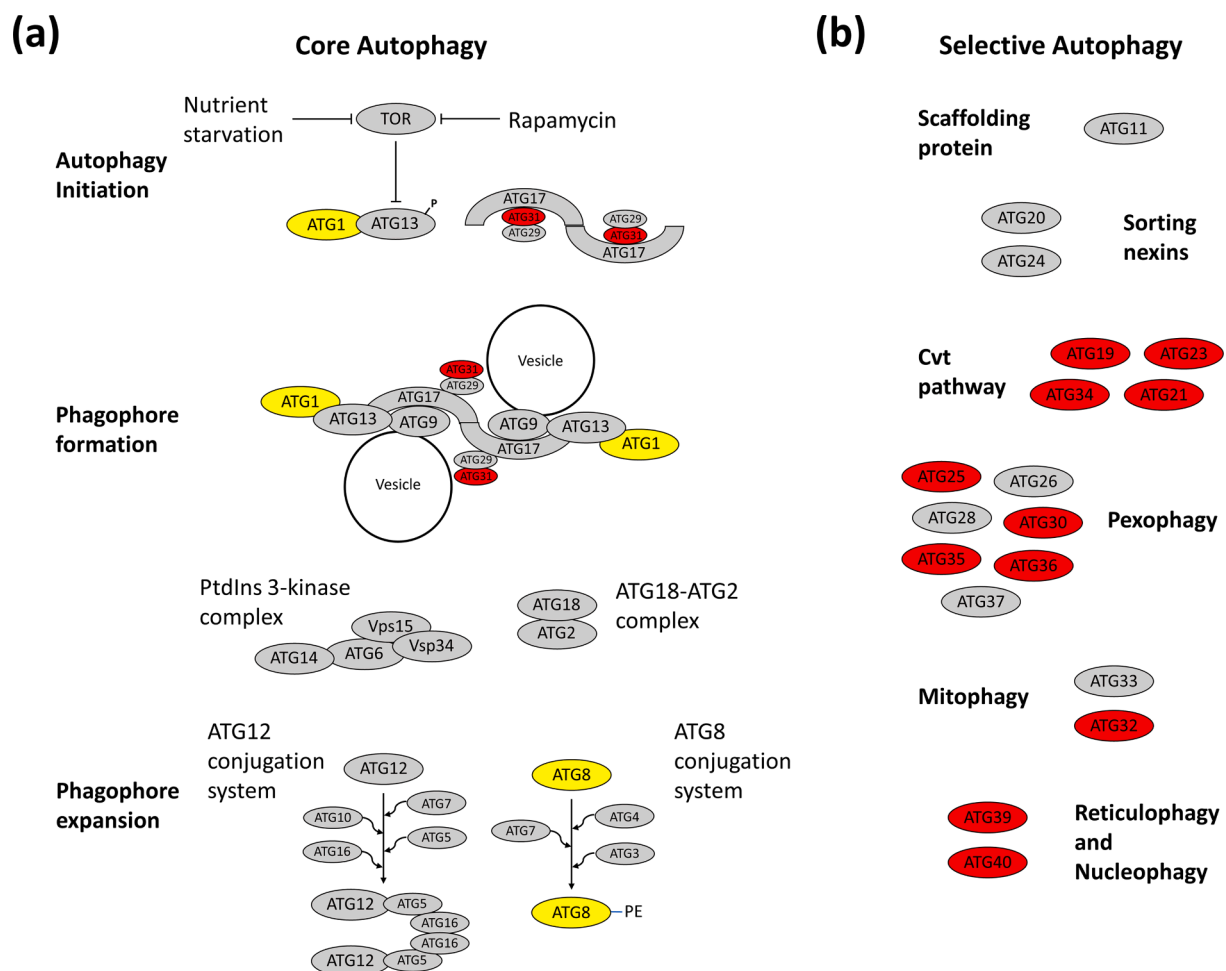 (a)
Core Autophagy
Nutrient
starvation
TOR
Rapamycin
Autophagy
Initiation
ATG1
ATG13
P
ATG17
ATG31
ATG29
ATG29
ATG31
ATG17
Phagophore
formation
Vesicle
ATG31
ATG29
ATG1
ATG17
ATG13
ATG9
ATG9
ATG13
ATG17
ATG1
ATG29
ATG31
Vesicle
PtdIns 3-kinase
complex
Vps15
Vsp34
ATG6
ATG14
ATG18
ATG2
ATG18-ATG2
complex
Phagophore
expansion
ATG12
conjugation
system
ATG12
ATG7
ATG10
ATG5
ATG16
ATG12
ATG5
ATG16
ATG16
ATG12
ATG5
ATG8
conjugation
system
ATG8
ATG4
ATG7
ATG3
ATG8
PE
(b)
Selective Autophagy
Scaffolding
protein
ATG11
ATG20
ATG24
Sorting
nexins
Cvt
pathway
ATG19
ATG23
ATG34
ATG21
ATG25
ATG26
ATG28
ATG30
ATG35
ATG36
ATG37
Pexophagy
Mitophagy
ATG33
ATG32
ATG39
ATG40
Reticulophagy
and
Nucleophagy